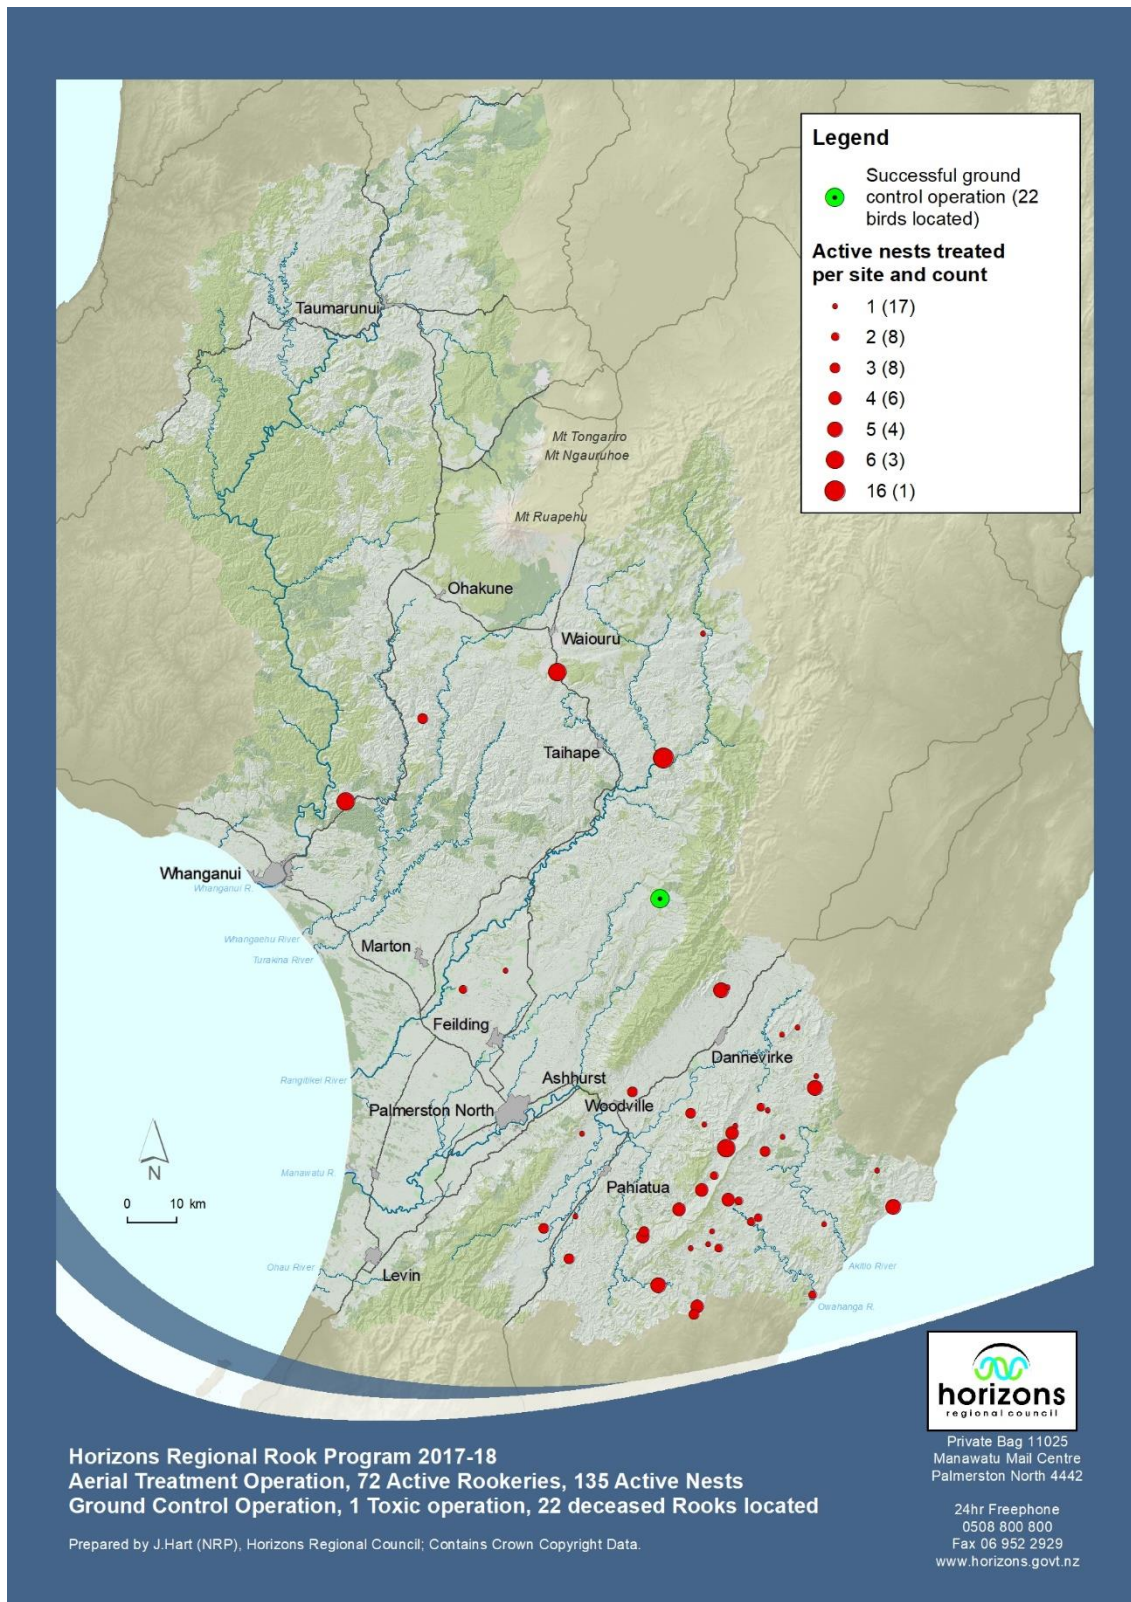 Legend
Successful ground
control operation (22
birds located)
Active nests treated
per site and count
1 (17)
2 (8)
3 (8)
4 (6)
5 (4)
6 (3)
16 (1)
Taumarunui
Mt Tongariro
Mt Ngauruhoe
Mt Ruapehu
Ohakune
Waiouru
Taihape
Whanganui
Whanganui R.
Whangaehu River
Turakina River
Marton
Feilding
Dannevirke
Rangitikei River
Ashhurst
Woodville
Palmerston North
Manawatu R.
Pahiatua
N
0 10 km
Ohau River
Levin
Akitio River
Owahanga R.
horizons
regional council
Private Bag 11025
Manawatu Mail Centre
Palmerston North 4442
24hr Freephone
0508 800 800
Fax 06 952 2929
www.horizons.govt.nz
Horizons Regional Rook Program 2017-18
Aerial Treatment Operation, 72 Active Rookeries, 135 Active Nests
Ground Control Operation, 1 Toxic operation, 22 deceased Rooks located
Prepared by J.Hart (NRP), Horizons Regional Council; Contains Crown Copyright Data.